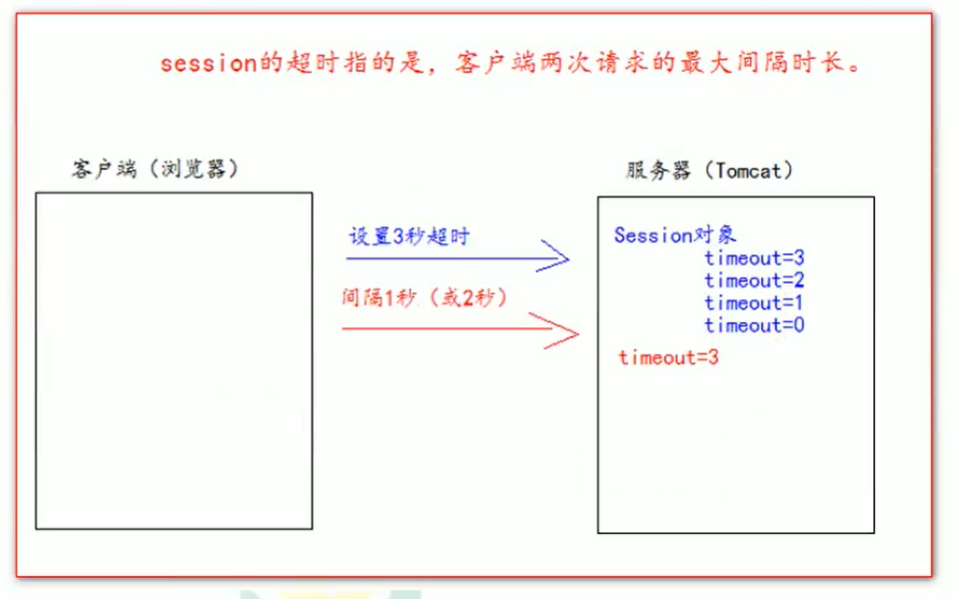 session的超时指的是，客户端两次请求的最大间隔时长。
客户端（浏览器）
服务器（Tomcat）
设置3秒超时
间隔1秒（或2秒）
Session对象
timeout=3
timeout=2
timeout=1
timeout=0
timeout=3